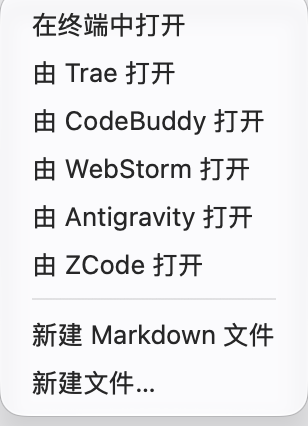 在终端中打开
由 Trae 打开
由 CodeBuddy 打开
由 WebStorm 打开
由 Antigravity 打开
由 ZCode 打开
新建 Markdown 文件
新建文件...